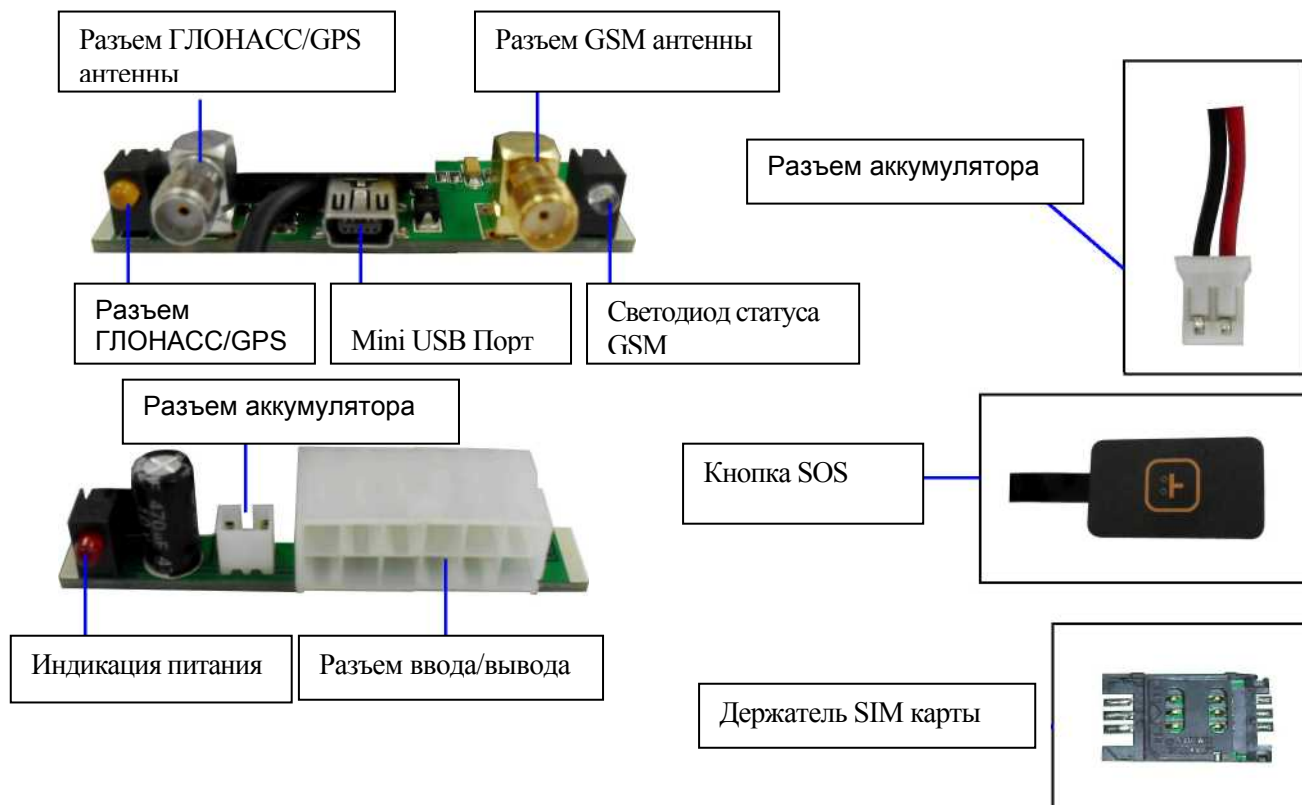 Разъем ГЛОНАСС/GPS
антенны
Разъем GSM антенны
Разъем аккумулятора
Разъем
ГЛОНАСС/GPS
Mini USB Порт
Светодиод статуса
GSM
Разъем аккумулятора
Кнопка SOS
470uF
Индикация питания
Разъем ввода/вывода
Держатель SIM карты